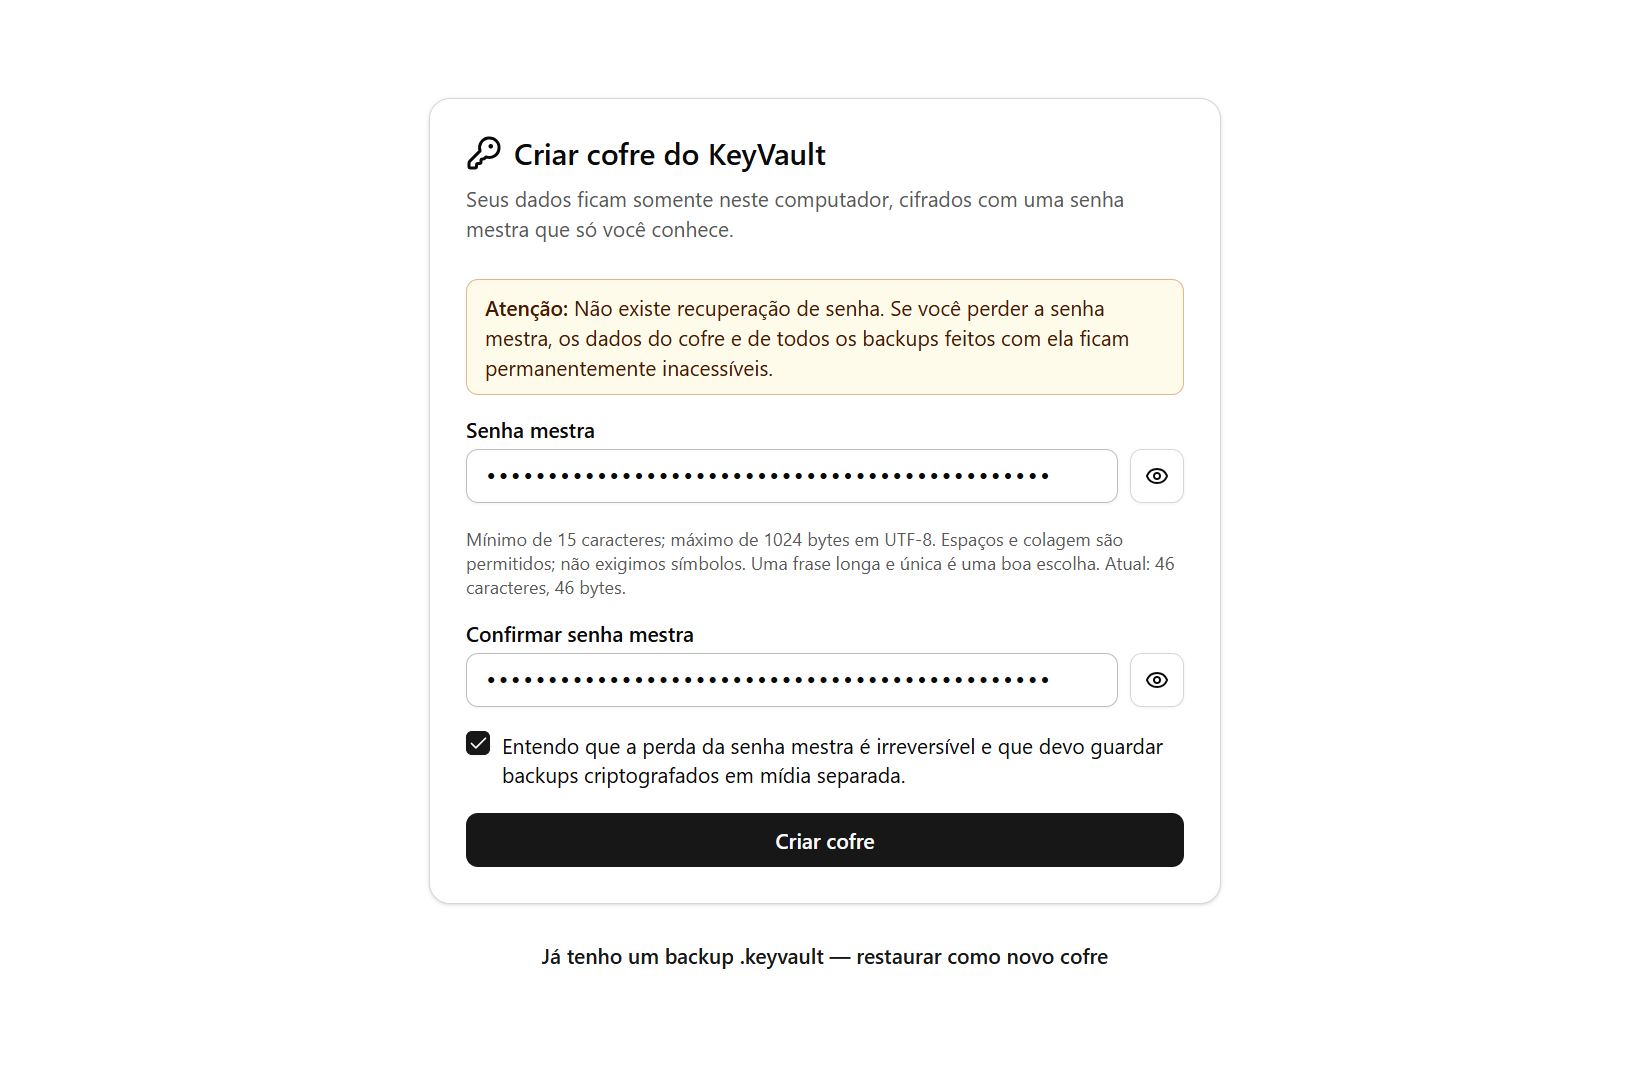 Criar cofre do KeyVault
Seus dados ficam somente neste computador, cifrados com uma senha
mestra que só você conhece.
Atenção: Não existe recuperação de senha. Se você perder a senha
mestra, os dados do cofre e de todos os backups feitos com ela ficam
permanentemente inacessíveis.
Senha mestra
••••••••••••••••••••••••••••••••••••••••••••••
Mínimo de 15 caracteres; máximo de 1024 bytes em UTF-8. Espaços e colagem são
permitidos; não exigimos símbolos. Uma frase longa e única é uma boa escolha. Atual: 46
caracteres, 46 bytes.
Confirmar senha mestra
••••••••••••••••••••••••••••••••••••••••••••••
Entendo que a perda da senha mestra é irreversível e que devo guardar
backups criptografados em mídia separada.
Criar cofre
Já tenho um backup .keyvault — restaurar como novo cofre